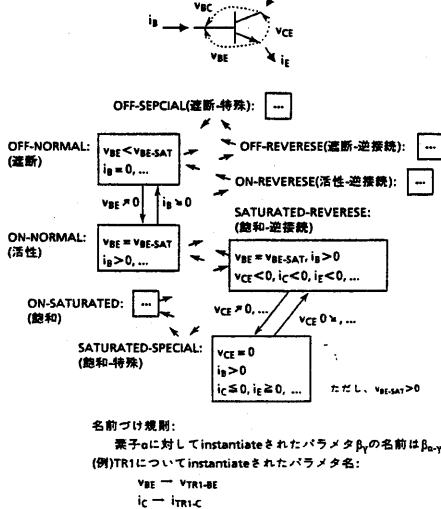 vBC
iB
vCE
vBE
iE
OFF-SEPCIAL(遮断-特殊): ...
OFF-NORMAL:
(遮断)
vBE<vBE-SAT
iB=0, ...
OFF-REVERESE(遮断-逆接続): ...
ON-REVERESE(活性-逆接続): ...
vBE↗0
iB↘0
SATURATED-REVERESE:
(飽和-逆接続)
ON-NORMAL:
(活性)
vBE=vBE-SAT
iB>0, ...
vBE=vBE-SAT, iB>0
vCE<0, iC<0, iE<0, ...
ON-SATURATED: ...
(飽和)
vCE↗0, ...
vCE 0↘, ...
SATURATED-SPECIAL:
(飽和-特殊)
vCE=0
iB>0
iC≦0, iE≧0, ...
ただし、vBE-SAT>0
名前づけ規則:
素子αに対してinstantiateされたパラメタβγの名前はβα-γ
(例)TR1についてinstantiateされたパラメタ名:
vBE → vTR1-BE
iC → iTR1-C